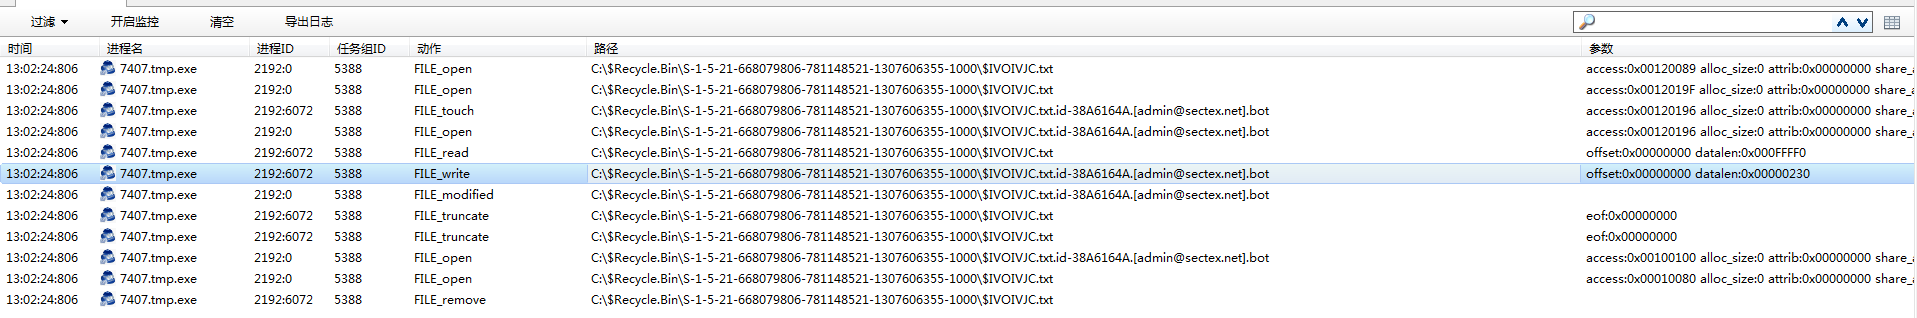 过滤 开启监控 清空 导出日志
时间 进程名 进程ID 任务组ID 动作 路径 参数
13:02:24:806 7407.tmp.exe 2192:0 5388 FILE_open C:\$Recycle.Bin\S-1-5-21-668079806-781148521-1307606355-1000\$IVOIVJC.txt access:0x00120089 alloc_size:0 attrib:0x00000000 share_a
13:02:24:806 7407.tmp.exe 2192:0 5388 FILE_open C:\$Recycle.Bin\S-1-5-21-668079806-781148521-1307606355-1000\$IVOIVJC.txt access:0x0012019F alloc_size:0 attrib:0x00000000 share_a
13:02:24:806 7407.tmp.exe 2192:6072 5388 FILE_touch C:\$Recycle.Bin\S-1-5-21-668079806-781148521-1307606355-1000\$IVOIVJC.txt.id-38A6164A.[admin@sectex.net].bot access:0x00120196 alloc_size:0 attrib:0x00000000 share_a
13:02:24:806 7407.tmp.exe 2192:0 5388 FILE_open C:\$Recycle.Bin\S-1-5-21-668079806-781148521-1307606355-1000\$IVOIVJC.txt.id-38A6164A.[admin@sectex.net].bot access:0x00120196 alloc_size:0 attrib:0x00000000 share_a
13:02:24:806 7407.tmp.exe 2192:6072 5388 FILE_read C:\$Recycle.Bin\S-1-5-21-668079806-781148521-1307606355-1000\$IVOIVJC.txt offset:0x00000000 datalen:0x000FFFF0
13:02:24:806 7407.tmp.exe 2192:6072 5388 FILE_write C:\$Recycle.Bin\S-1-5-21-668079806-781148521-1307606355-1000\$IVOIVJC.txt.id-38A6164A.[admin@sectex.net].bot offset:0x00000000 datalen:0x00000230
13:02:24:806 7407.tmp.exe 2192:0 5388 FILE_modified C:\$Recycle.Bin\S-1-5-21-668079806-781148521-1307606355-1000\$IVOIVJC.txt.id-38A6164A.[admin@sectex.net].bot
13:02:24:806 7407.tmp.exe 2192:6072 5388 FILE_truncate C:\$Recycle.Bin\S-1-5-21-668079806-781148521-1307606355-1000\$IVOIVJC.txt eof:0x00000000
13:02:24:806 7407.tmp.exe 2192:6072 5388 FILE_truncate C:\$Recycle.Bin\S-1-5-21-668079806-781148521-1307606355-1000\$IVOIVJC.txt eof:0x00000000
13:02:24:806 7407.tmp.exe 2192:0 5388 FILE_open C:\$Recycle.Bin\S-1-5-21-668079806-781148521-1307606355-1000\$IVOIVJC.txt.id-38A6164A.[admin@sectex.net].bot access:0x00100100 alloc_size:0 attrib:0x00000000 share_a
13:02:24:806 7407.tmp.exe 2192:0 5388 FILE_open C:\$Recycle.Bin\S-1-5-21-668079806-781148521-1307606355-1000\$IVOIVJC.txt access:0x00010080 alloc_size:0 attrib:0x00000000 share_a
13:02:24:806 7407.tmp.exe 2192:6072 5388 FILE_remove C:\$Recycle.Bin\S-1-5-21-668079806-781148521-1307606355-1000\$IVOIVJC.txt